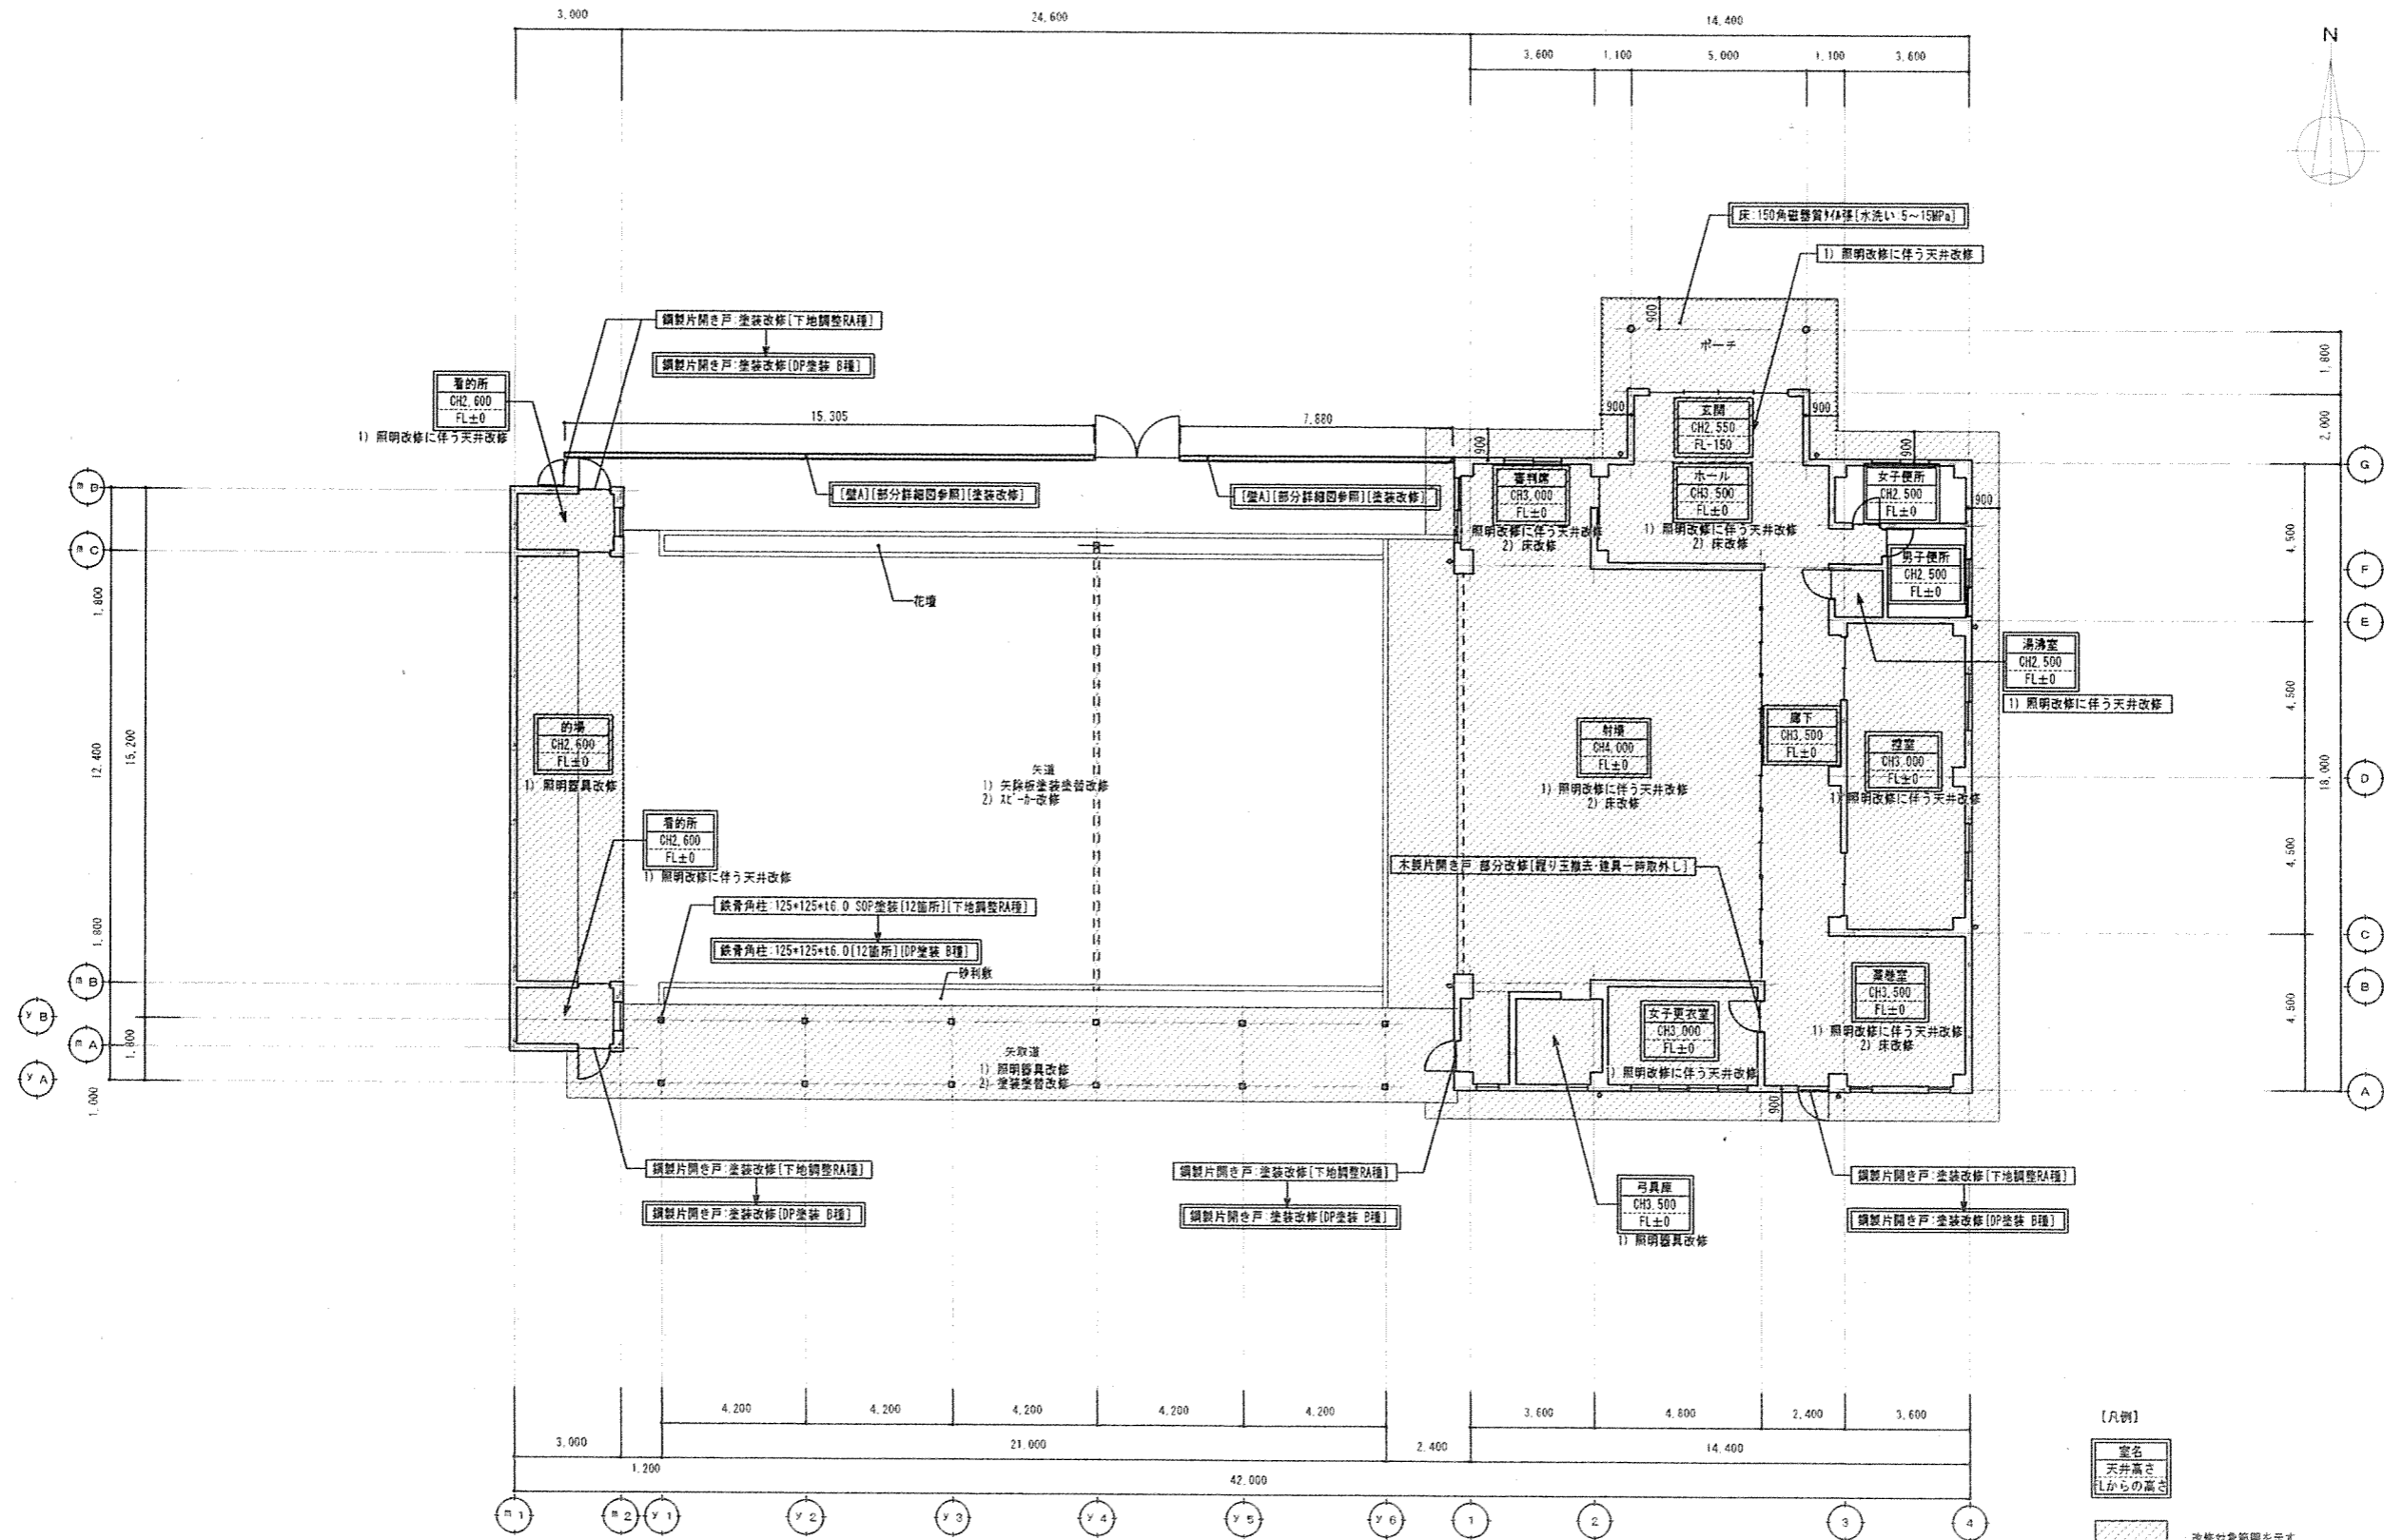 3,000
24,600
14,400
3,600
1,100
5,000
1,100
3,600
N
床:150角磁器質ﾀｲﾙ張[水洗い:5～15MPa]
1) 照明改修に伴う天井改修
900
ポーチ
1,800
2,000
鋼製片開き戸:塗装改修[下地調整RA種]
鋼製片開き戸:塗装改修[DP塗装 B種]
看的所
CH2,600
FL±0
1) 照明改修に伴う天井改修
15,305
7,880
900
900
900
900
900
玄関
CH2,550
FL-150
[壁A][部分詳細図参照][塗装改修]
[壁A][部分詳細図参照][塗装改修]
審判席
CH3,000
FL±0
照明改修に伴う天井改修
2) 床改修
ホール
CH3,500
FL±0
1) 照明改修に伴う天井改修
2) 床改修
女子便所
CH2,500
FL±0
男子便所
CH2,500
FL±0
湯沸室
CH2,500
FL±0
1) 照明改修に伴う天井改修
m D
m C
G
F
E
D
C
B
A
4,500
4,500
4,500
4,500
18,000
花壇
1,800
12,400
15,200
1,800
1,800
1,000
的場
CH2,600
FL±0
1) 照明器具改修
矢道
1) 矢除板塗装塗替改修
2) ｽﾋﾟｰｶｰ改修
射場
CH4,000
FL±0
1) 照明改修に伴う天井改修
2) 床改修
廊下
CH3,500
FL±0
控室
CH3,000
FL±0
1) 照明改修に伴う天井改修
看的所
CH2,600
FL±0
1) 照明改修に伴う天井改修
木製片開き戸 部分改修[握り玉撤去・建具一時取外し]
鉄骨角柱:125*125*t6.0 SOP塗装[12箇所][下地調整RA種]
鉄骨角柱:125*125*t6.0[12箇所][DP塗装 B種]
砂利敷
m B
y B
m A
y A
矢取道
1) 照明器具改修
2) 塗装塗替改修
女子更衣室
CH3,000
FL±0
1) 照明改修に伴う天井改修
藁巻室
CH3,500
FL±0
1) 照明改修に伴う天井改修
2) 床改修
900
鋼製片開き戸:塗装改修[下地調整RA種]
鋼製片開き戸:塗装改修[DP塗装 B種]
鋼製片開き戸:塗装改修[下地調整RA種]
鋼製片開き戸:塗装改修[DP塗装 B種]
弓具庫
CH3,500
FL±0
1) 照明器具改修
鋼製片開き戸:塗装改修[下地調整RA種]
鋼製片開き戸:塗装改修[DP塗装 B種]
4,200
4,200
4,200
4,200
4,200
3,600
4,800
2,400
3,600
3,000
21,000
2,400
14,400
1,200
42,000
m 1
m 2
y 1
y 2
y 3
y 4
y 5
y 6
1
2
3
4
[凡例]
室名
天井高さ
Lからの高さ
改修対象範囲を示す